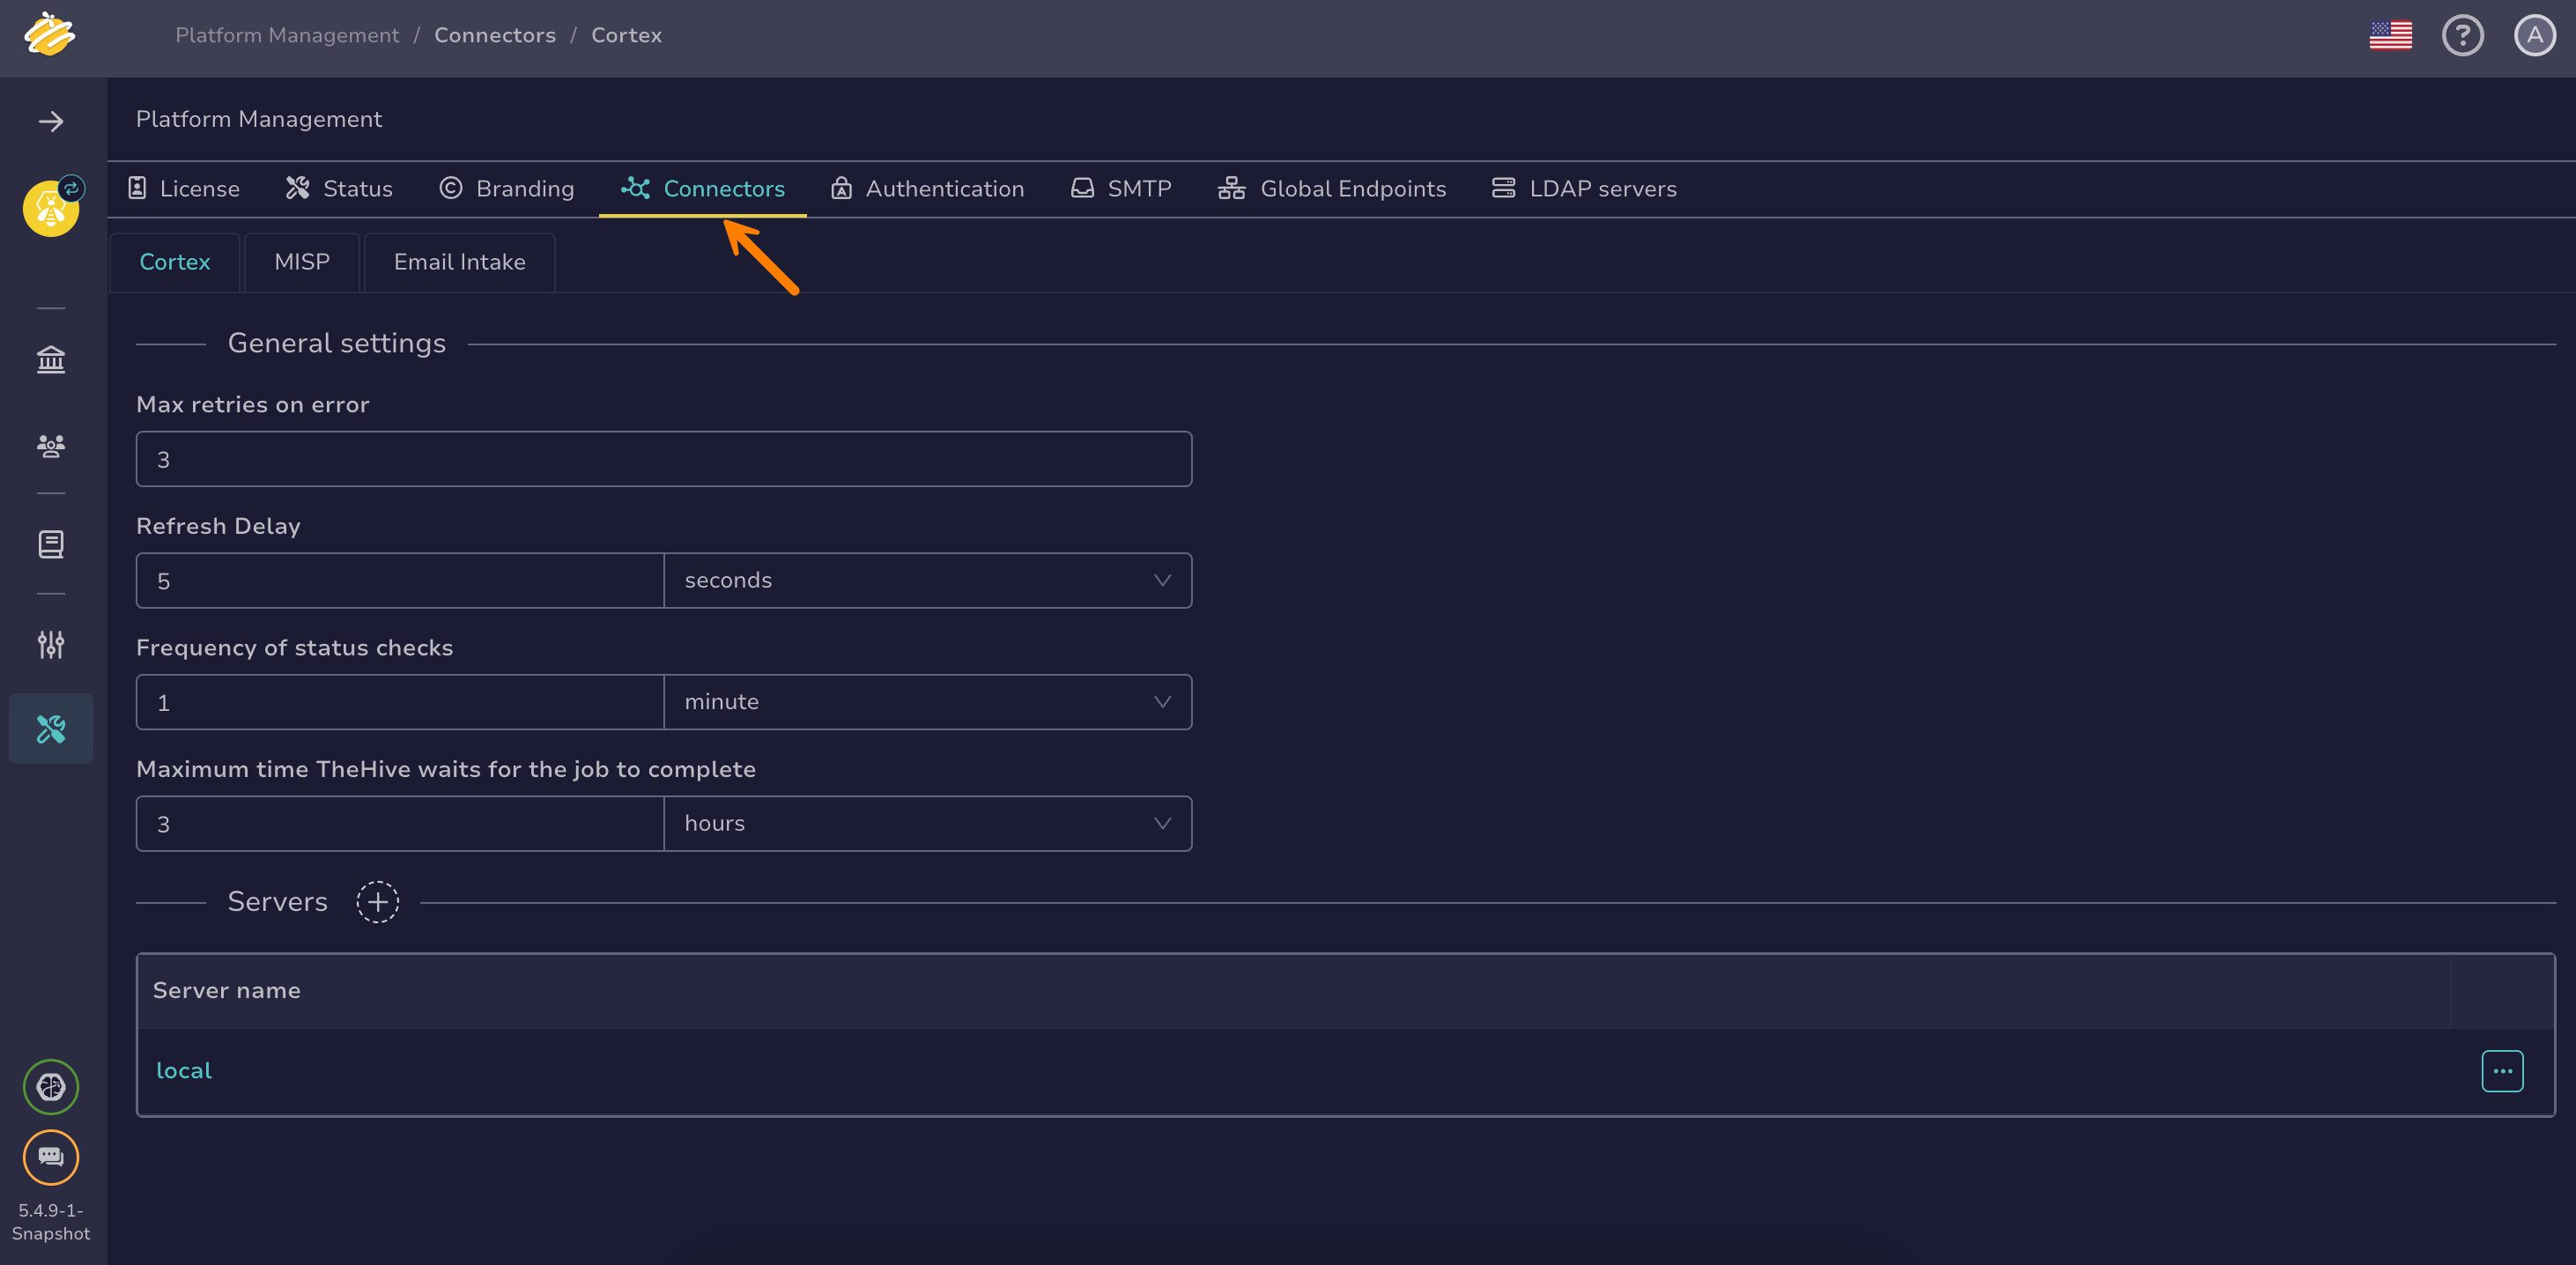 Platform Management / Connectors / Cortex
A
Platform Management
License Status Branding Connectors Authentication SMTP Global Endpoints LDAP servers
Cortex MISP Email Intake
General settings
Max retries on error
3
Refresh Delay
5 seconds
Frequency of status checks
1 minute
Maximum time TheHive waits for the job to complete
3 hours
Servers
Server name
local
5.4.9-1-
Snapshot